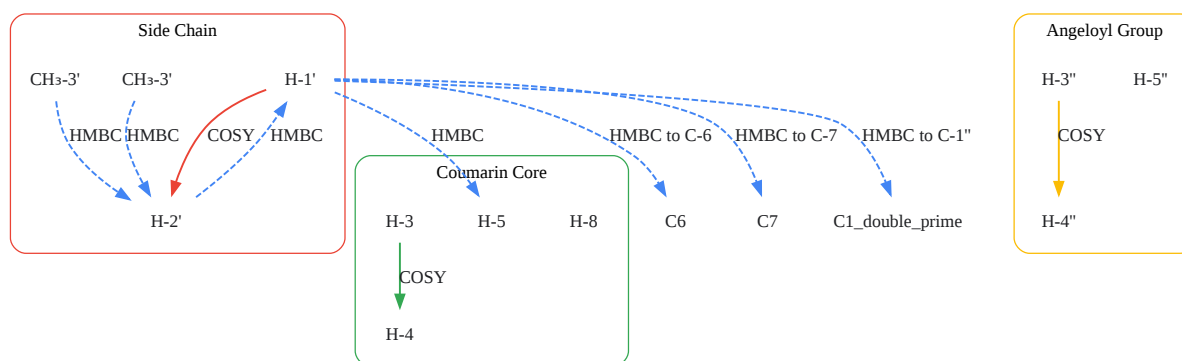 Side Chain
Angeloyl Group
CH₃-3'
CH₃-3'
H-1'
H-3''
H-5''
HMBC
HMBC
COSY
HMBC
HMBC
HMBC to C-6
HMBC to C-7
HMBC to C-1"
COSY
Coumarin Core
H-2'
H-3
H-5
H-8
C6
C7
C1_double_prime
H-4''
COSY
H-4